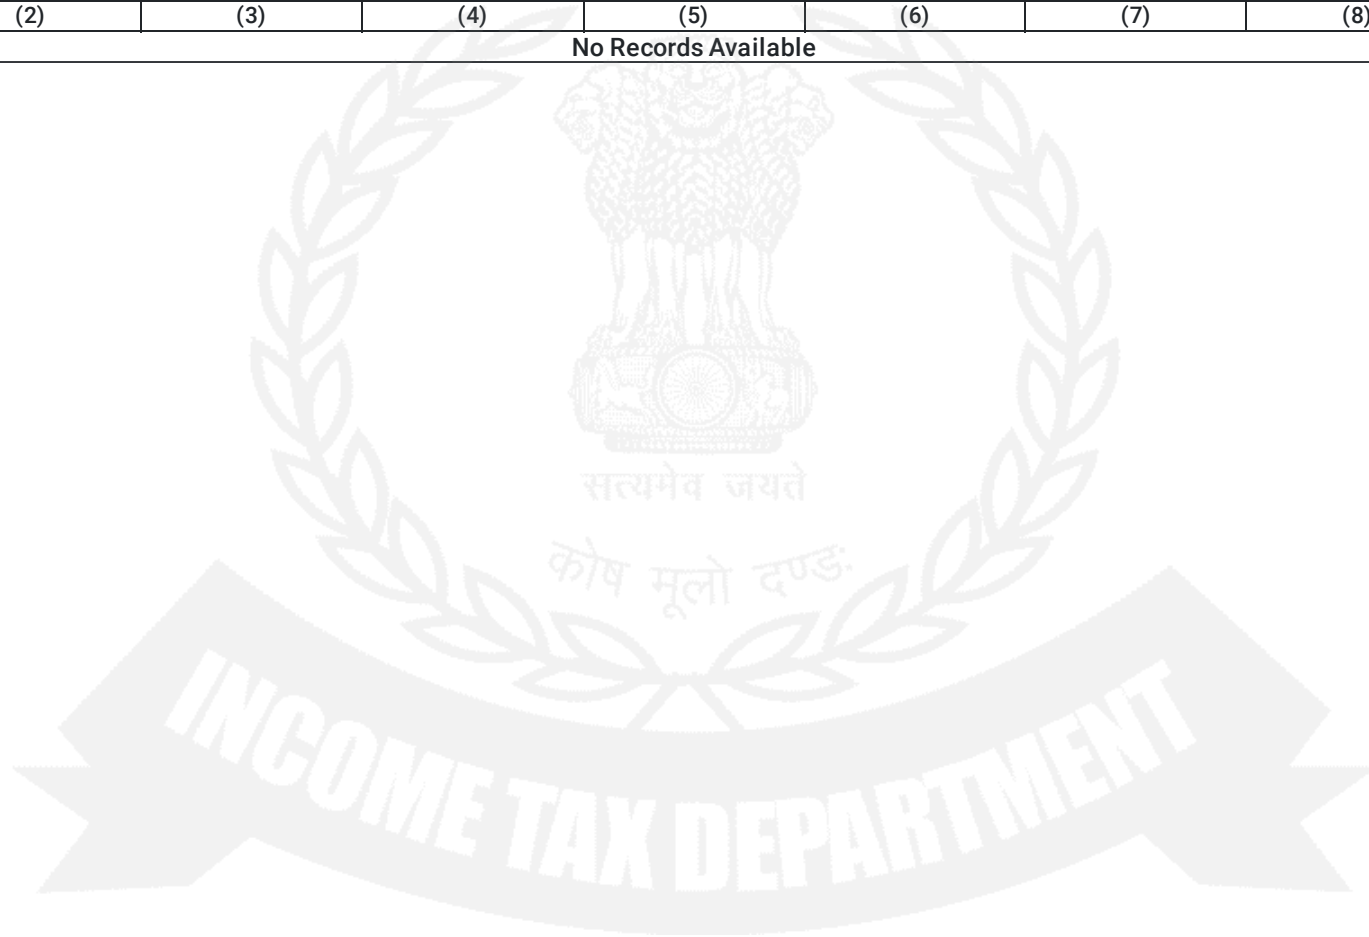 (2) (3) (4) (5) (6) (7) (8)
No Records Available
सत्यमेव जयते
कोष मूलो दण्डः
INCOME TAX DEPARTMENT